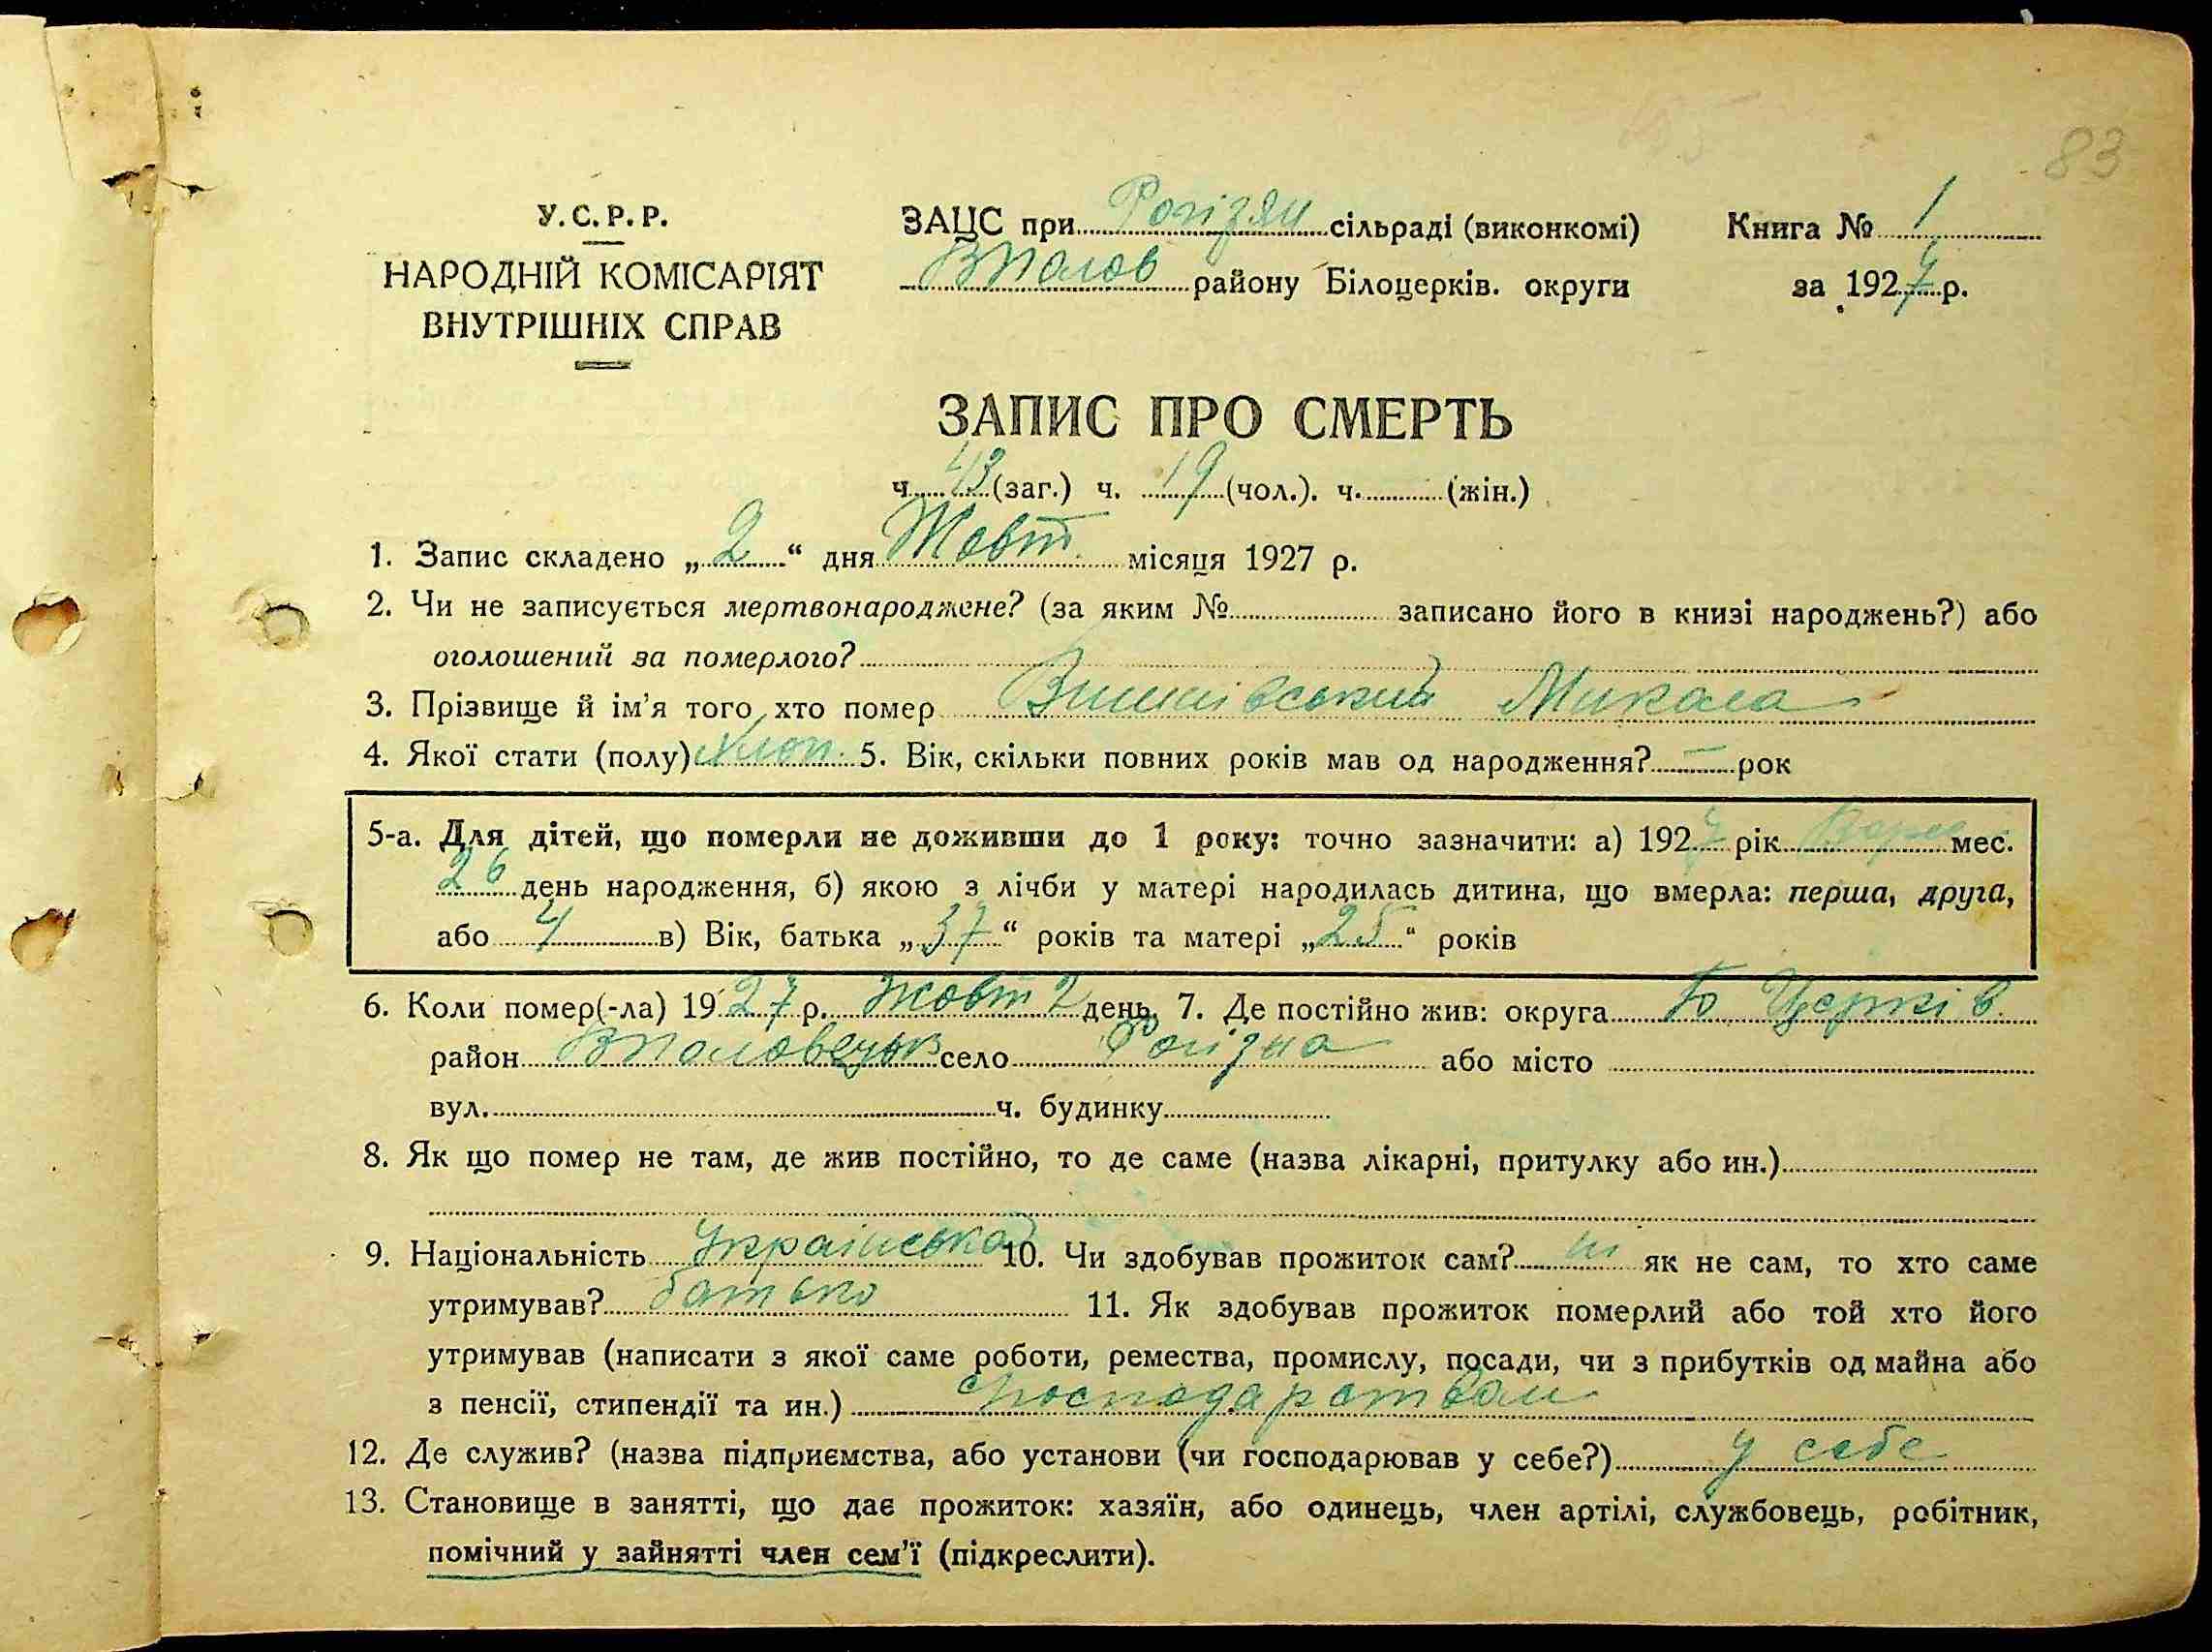 83
У.С.Р.Р.
НАРОДНІЙ КОМІСАРІЯТ
ВНУТРІШНІХ СПРАВ
ЗАЦС при Рогізян сільраді (виконкомі)
ВПолов району Білоцерків. округи
Книга № 1
за 1927 р.
ЗАПИС ПРО СМЕРТЬ
ч. 43 (заг.) ч. 19 (чол.). ч. (жін.)
1. Запис складено „2“ дня Жовт. місяця 1927 р.
2. Чи не записується мертвонароджене? (за яким № записано його в книзі народжень?) або
оголошений за померлого?
3. Прізвище й ім'я того, хто помер Вишнівський Микола
4. Якої стати (полу) хлоп. 5. Вік, скільки повних років мав од народження? — рок
5-а. Для дітей, що померли не доживши до 1 року: точно зазначити: а) 1927 рік мес.
26 день народження, б) якою з лічби у матері народилась дитина, що вмерла: перша, друга,
або 4 в) Вік, батька „37“ років та матері „25“ років
6. Коли помер(-ла) 1927 р. Жовт 2 день. 7. Де постійно жив: округа Б Церків.
район ВПоловецьк село Рогізна або місто
вул. ч. будинку
8. Як що помер не там, де жив постійно, то де саме (назва лікарні, притулку або ин.)
9. Національність Українська 10. Чи здобував прожиток сам? ні як не сам, то хто саме
утримував? батько 11. Як здобував прожиток померлий або той хто його
утримував (написати з якої саме роботи, ремества, промислу, посади, чи з прибутків од майна або
з пенсії, стипендії та ин.) господарством
12. Де служив? (назва підприємства, або установи (чи господарював у себе?) у себе
13. Становище в занятті, що дає прожиток: хазяїн, або одинець, член артілі, службовець, робітник,
помічний у зайнятті член сем'ї (підкреслити).